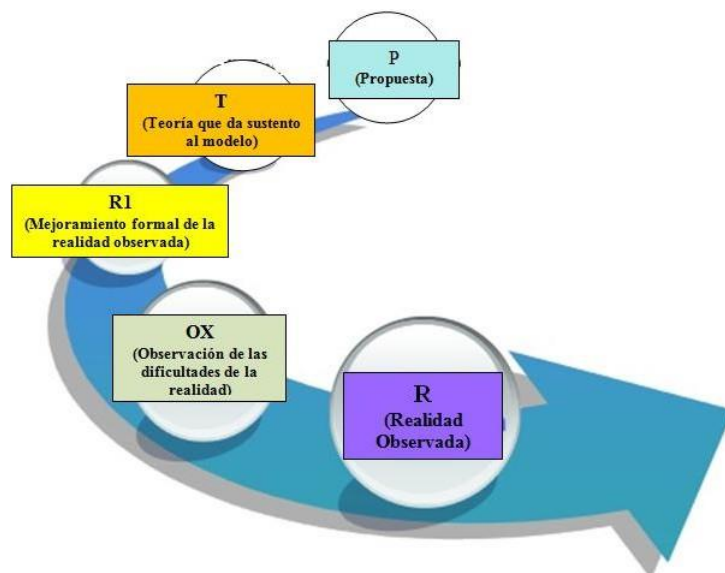 P
(Propuesta)
T
(Teoría que da sustento
al modelo)
R1
(Mejoramiento formal de la
realidad observada)
OX
(Observación de las
dificultades de la
realidad)
R
(Realidad
Observada)